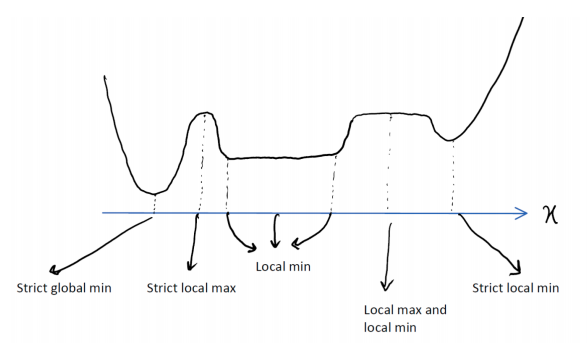 x
Local min
Strict global min
Strict local max
Strict local min
Local max and
local min